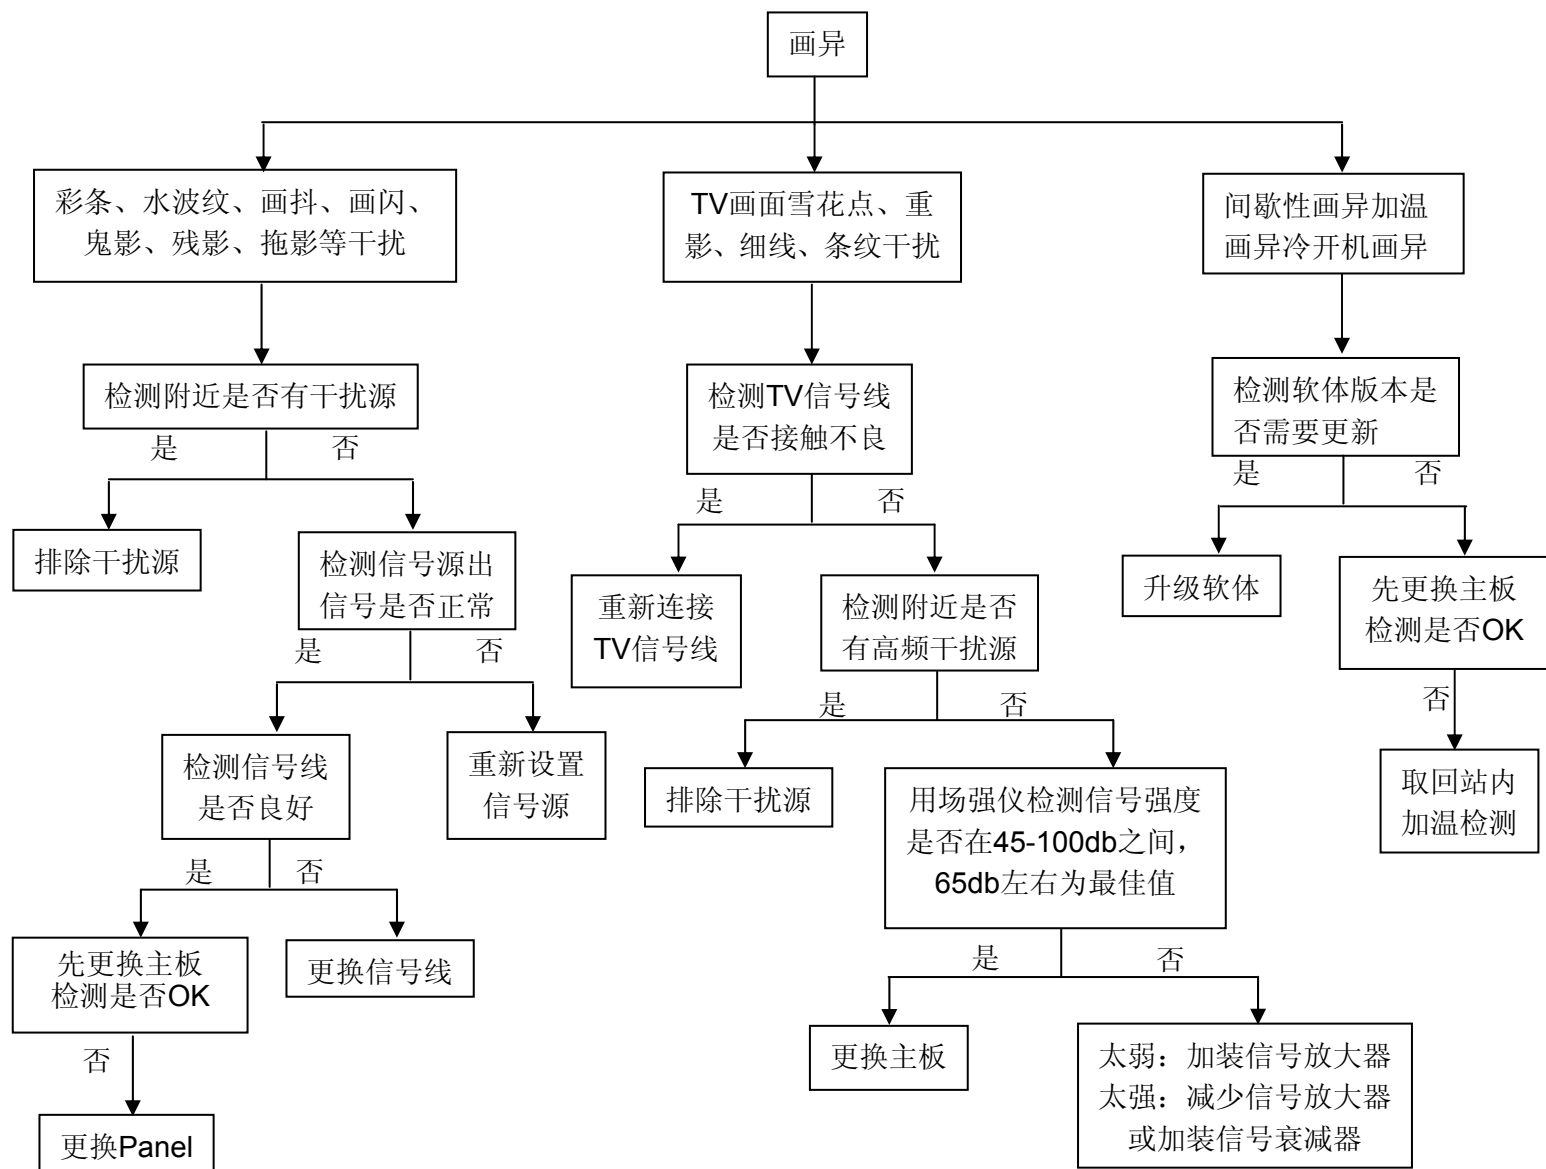 画异
彩条、水波纹、画抖、画闪、
鬼影、残影、拖影等干扰
TV画面雪花点、重
影、细线、条纹干扰
间歇性画异加温
画异冷开机画异
检测附近是否有干扰源
检测TV信号线
是否接触不良
检测软体版本是
否需要更新
是
否
是
否
是
否
排除干扰源
检测信号源出
信号是否正常
重新连接
TV信号线
检测附近是否
有高频干扰源
升级软体
先更换主板
检测是否OK
是
否
是
否
否
检测信号线
是否良好
重新设置
信号源
排除干扰源
用场强仪检测信号强度
是否在45-100db之间，
65db左右为最佳值
取回站内
加温检测
是
否
是
否
先更换主板
检测是否OK
更换信号线
更换主板
太弱：加装信号放大器
太强：减少信号放大器
或加装信号衰减器
否
更换Panel